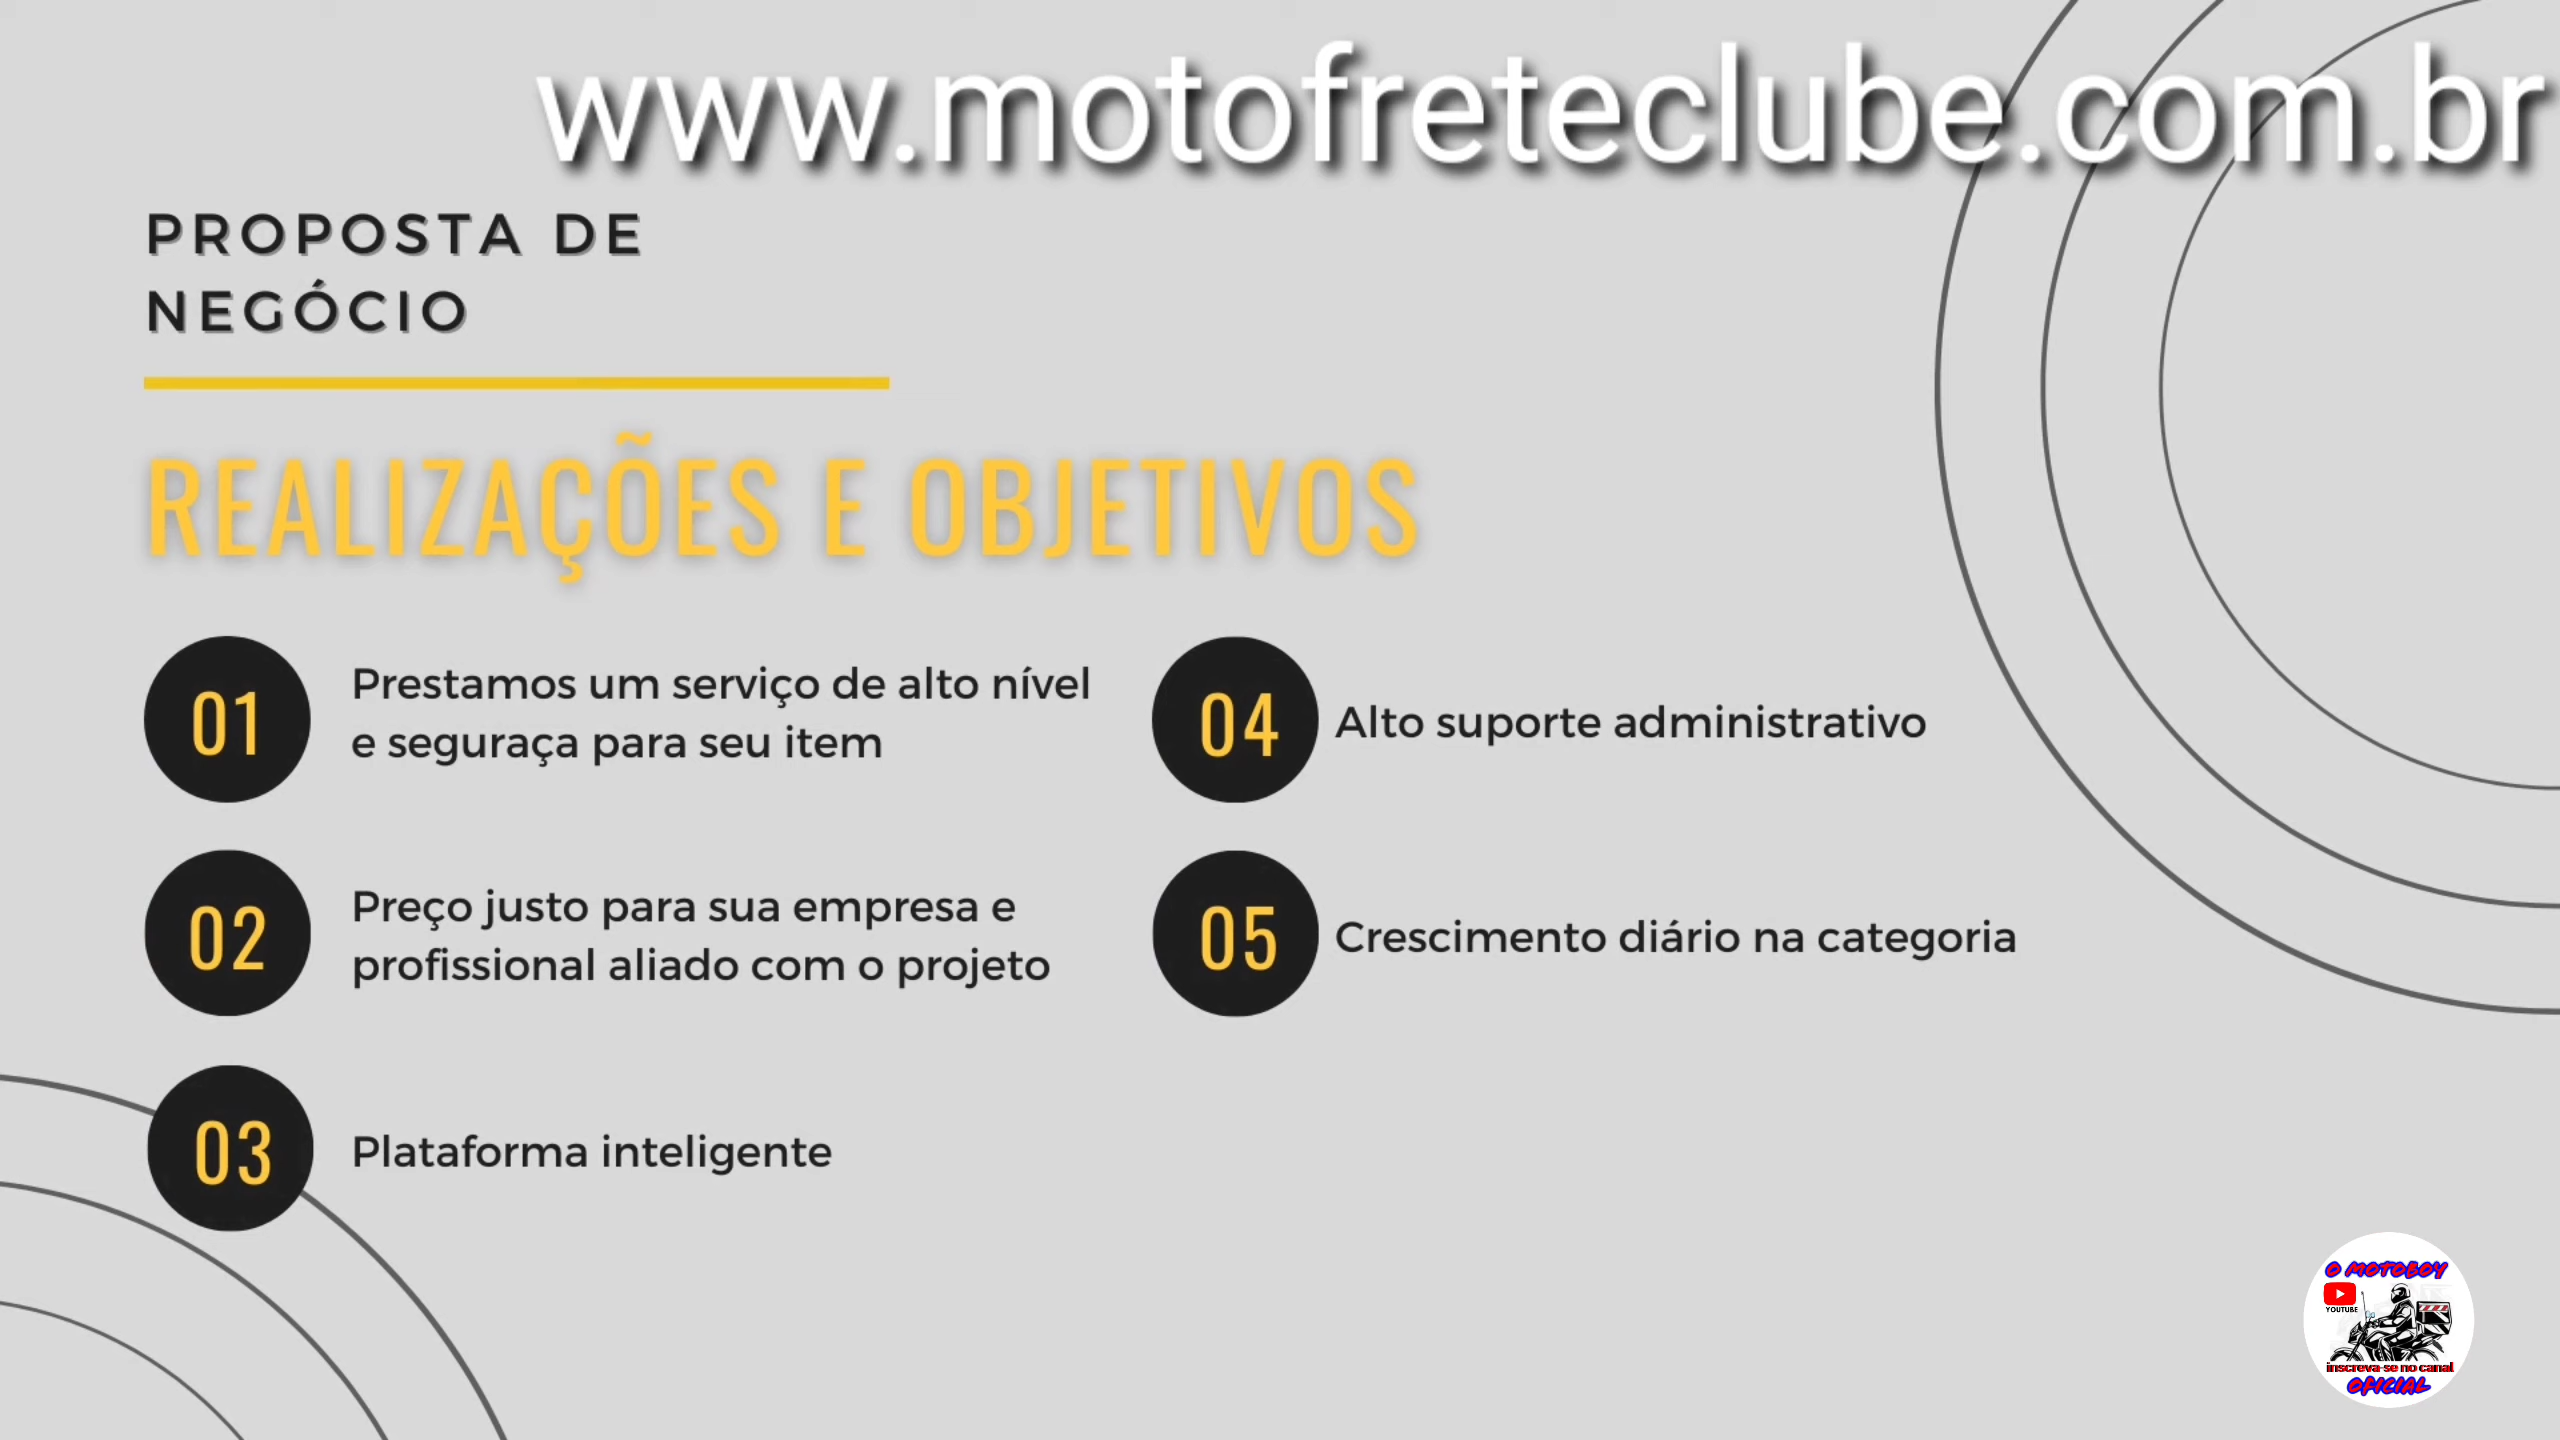 www.motofreteclube.com.br
PROPOSTA DE
NEGÓCIO
REALIZAÇÕES E OBJETIVOS
01
Prestamos um serviço de alto nível
e seguraça para seu item
02
Preço justo para sua empresa e
profissional aliado com o projeto
03
Plataforma inteligente
04
Alto suporte administrativo
05
Crescimento diário na categoria
O MOTOBOY
YOUTUBE
inscreva-se no canal
OFICIAL